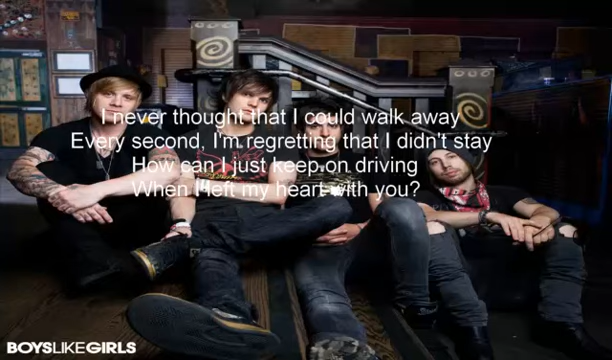 I never thought that I could walk away
Every second, I'm regretting that I didn't stay
How can I just keep on driving
When I left my heart with you?
BOYSLIKEGIRLS